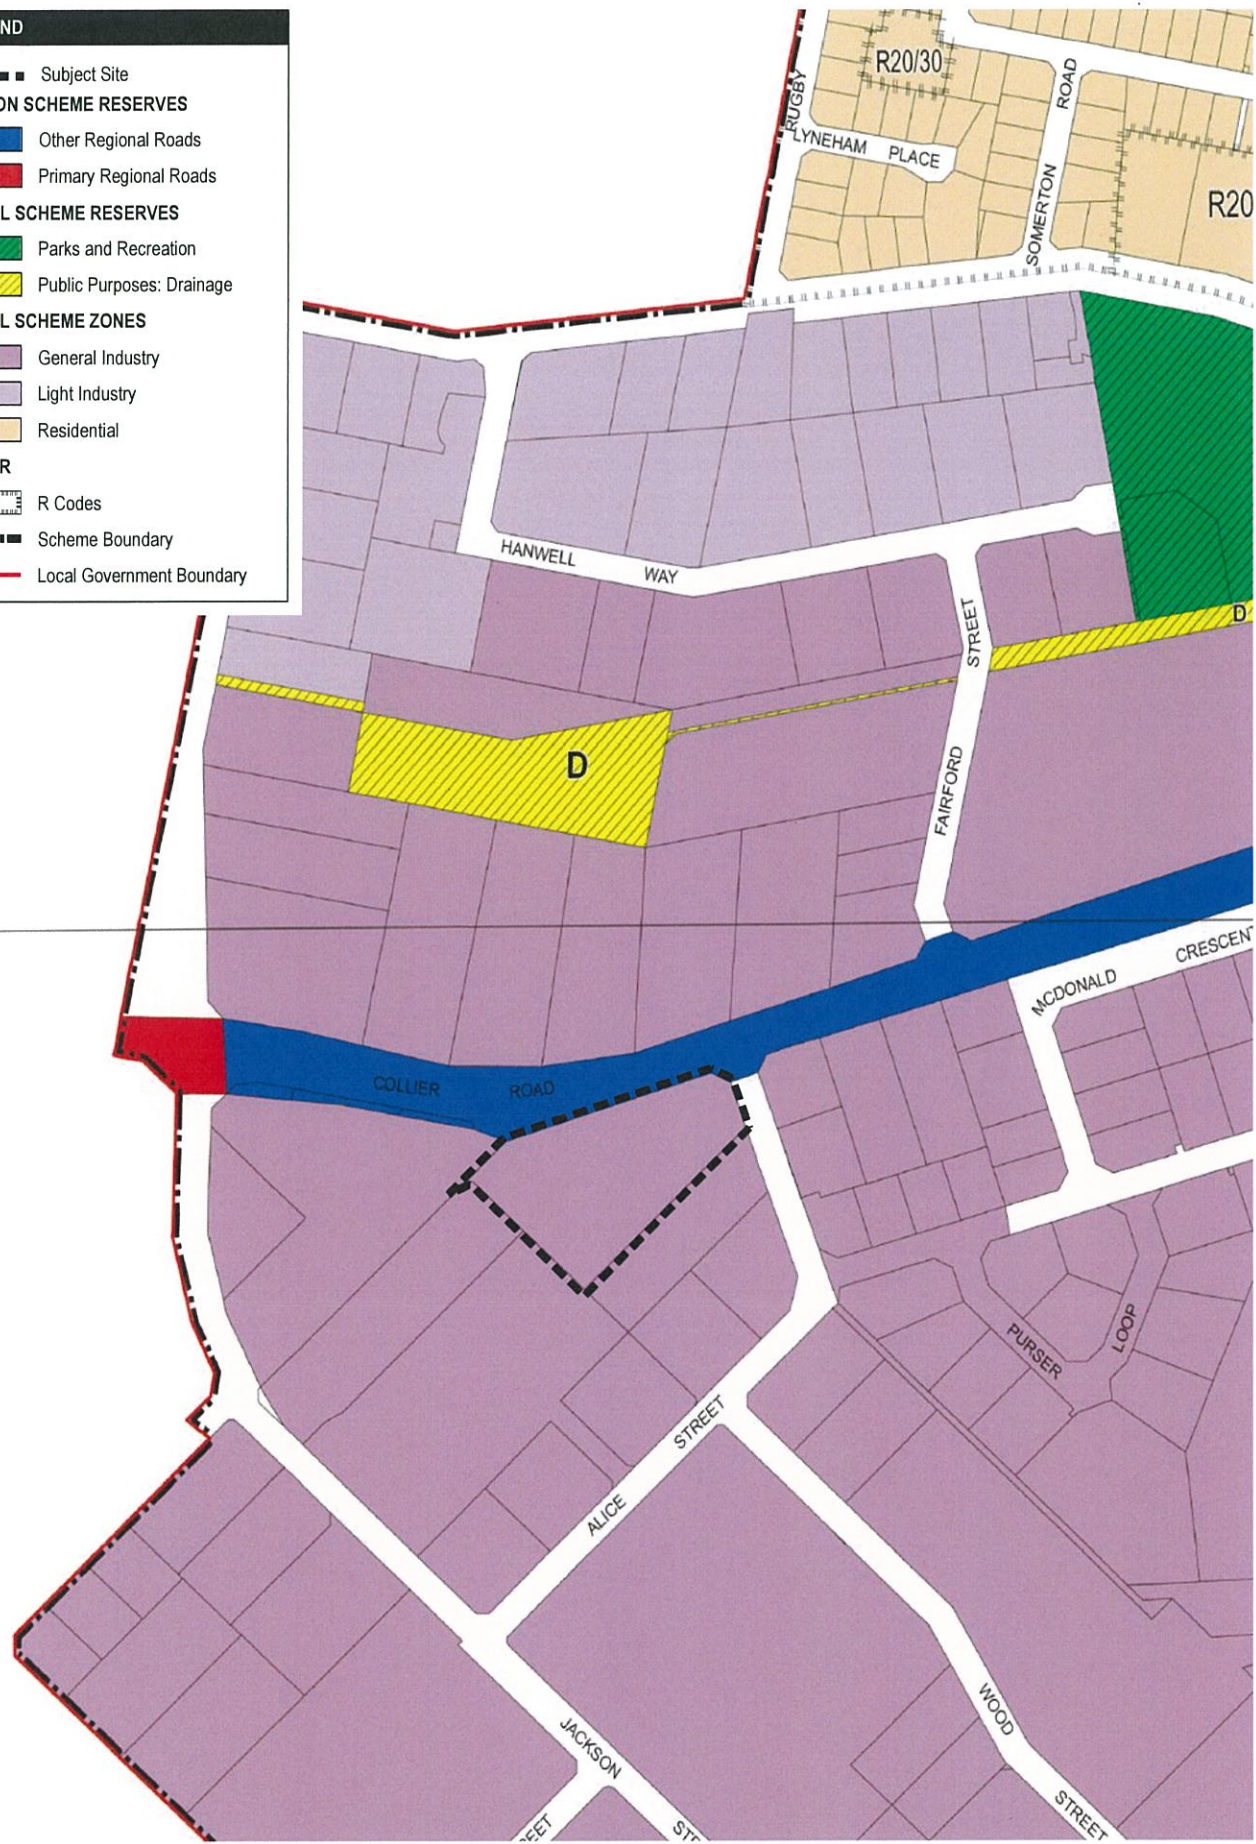 ND
Subject Site
ON SCHEME RESERVES
Other Regional Roads
Primary Regional Roads
L SCHEME RESERVES
Parks and Recreation
Public Purposes: Drainage
L SCHEME ZONES
General Industry
Light Industry
Residential
R
R Codes
Scheme Boundary
Local Government Boundary
R20/30
RUGBY
LYNEHAM PLACE
SOMERTON ROAD
R20
HANWELL WAY
D
FAIRFORD STREET
D
MCDONALD CRESCENT
COLLIER ROAD
PURSER LOOP
ALICE STREET
WOOD STREET
JACKSON STR
REET